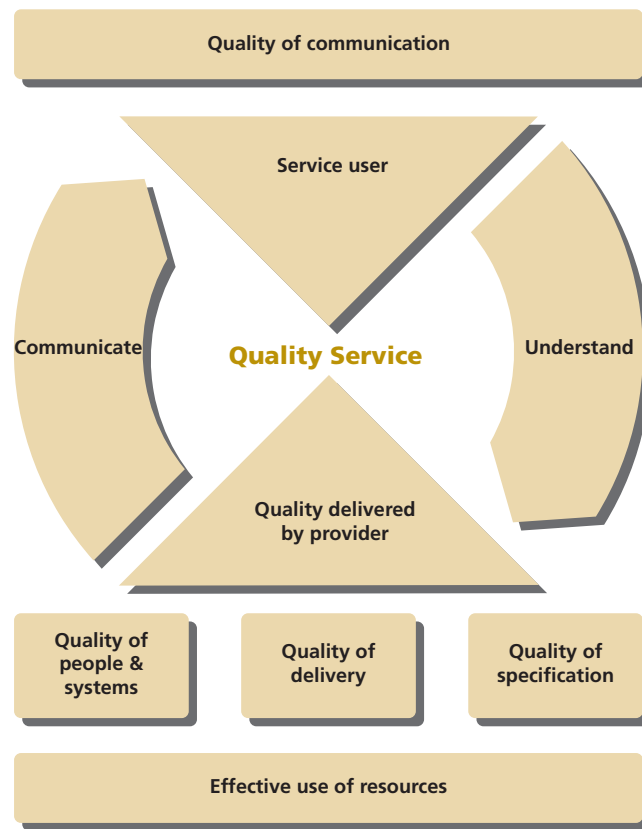 Quality of communication
Service user
Communicate
Quality Service
Understand
Quality delivered
by provider
Quality of
people &
systems
Quality of
delivery
Quality of
specification
Effective use of resources